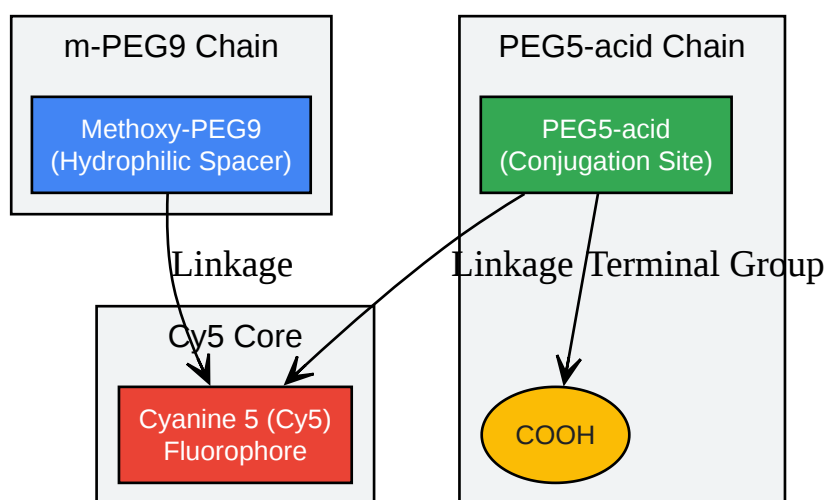 m-PEG9 Chain
PEG5-acid Chain
Methoxy-PEG9
(Hydrophilic Spacer)
PEG5-acid
(Conjugation Site)
Linkage
Linkage
Terminal Group
Cy5 Core
Cyanine 5 (Cy5)
Fluorophore
COOH